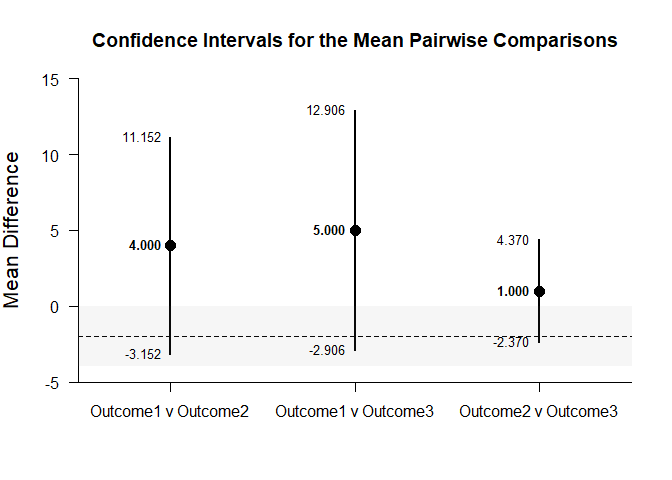 Confidence Intervals for the Mean Pairwise Comparisons
Mean Difference
15
10
5
0
-5
11.152
4.000
-3.152
12.906
5.000
-2.906
4.370
1.000
-2.370
Outcome1 v Outcome2
Outcome1 v Outcome3
Outcome2 v Outcome3